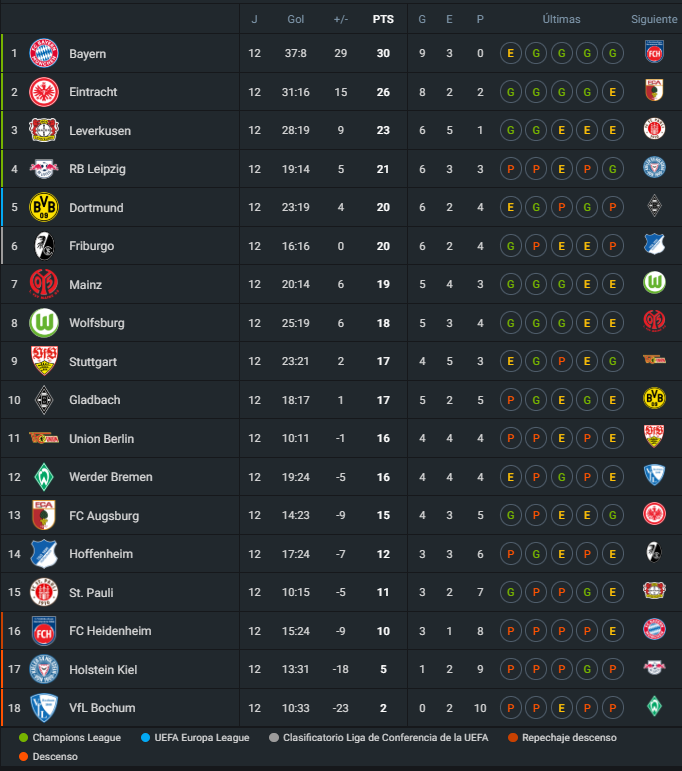 J Gol +/- PTS G E P Últimas Siguiente
1 Bayern 12 37:8 29 30 9 3 0 E G G G G
2 Eintracht 12 31:16 15 26 8 2 2 G G G G E
3 Leverkusen 12 28:19 9 23 6 5 1 G G E E E
4 RB Leipzig 12 19:14 5 21 6 3 3 P P E P G
5 Dortmund 12 23:19 4 20 6 2 4 E G P G P
6 Friburgo 12 16:16 0 20 6 2 4 G P E E P
7 Mainz 12 20:14 6 19 5 4 3 G G G E E
8 Wolfsburg 12 25:19 6 18 5 3 4 G G G E E
9 Stuttgart 12 23:21 2 17 4 5 3 E G P E G
10 Gladbach 12 18:17 1 17 5 2 5 P G E G E
11 Union Berlin 12 10:11 -1 16 4 4 4 P P E P E
12 Werder Bremen 12 19:24 -5 16 4 4 4 E P G P E
13 FC Augsburg 12 14:23 -9 15 4 3 5 G P E E G
14 Hoffenheim 12 17:24 -7 12 3 3 6 P G E P E
15 St. Pauli 12 10:15 -5 11 3 2 7 G P P G E
16 FC Heidenheim 12 15:24 -9 10 3 1 8 P P P P E
17 Holstein Kiel 12 13:31 -18 5 1 2 9 P P P G P
18 VfL Bochum 12 10:33 -23 2 0 2 10 P P E P P
Champions League UEFA Europa League Clasificatorio Liga de Conferencia de la UEFA Repechaje descenso
Descenso